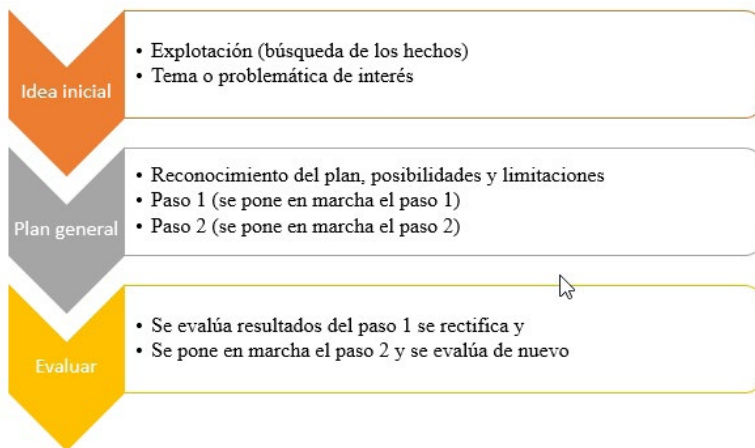 Idea inicial
• Explotación (búsqueda de los hechos)
• Tema o problemática de interés
Plan general
• Reconocimiento del plan, posibilidades y limitaciones
• Paso 1 (se pone en marcha el paso 1)
• Paso 2 (se pone en marcha el paso 2)
Evaluar
• Se evalúa resultados del paso 1 se rectifica y
• Se pone en marcha el paso 2 y se evalúa de nuevo